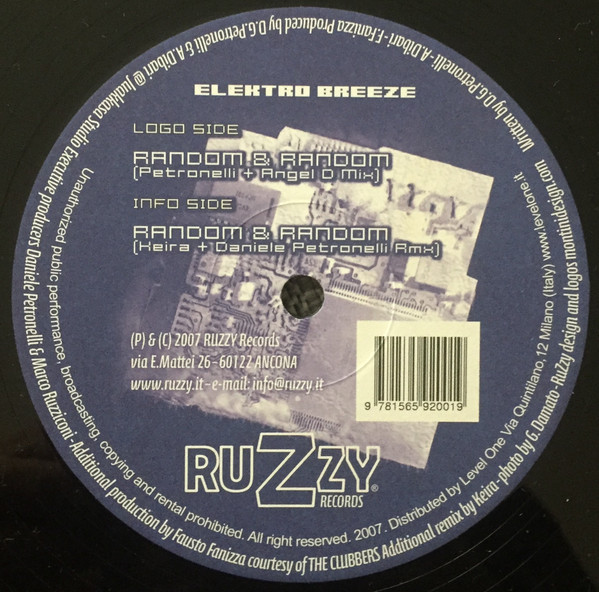 ELEKTRO BREEZE
LOGO SIDE
RANDOM & RANDOM
(Petronelli + Angel D Mix)
INFO SIDE
RANDOM & RANDOM
(Keira + Daniele Petronelli Rmx)
(P) & (C) 2007 RUZZY Records
via E.Mattei 26 - 60122 ANCONA
www.ruzzy.it - e-mail: info@ruzzy.it
9 781565 920019
RUZZY®
RECORDS
Written by D.G.Petronelli - A.Dibari - F.Fanizza Produced by D.G.Petronelli & A.Dibari @ Juekkasa Studio Executive producers Daniele Petronelli & Marco Ruzziconi - Additional production by Fausto Fanizza courtesy of THE CLUBBERS Additional remix by Keira - photo by G.Donato - RuZzy design and logos montinidesign.com
Unauthorized public performance, broadcasting, copying and rental prohibited. All right reserved. 2007. Distributed by Level One Via Quintiliano, 12 Milano (Italy) www.levelone.it